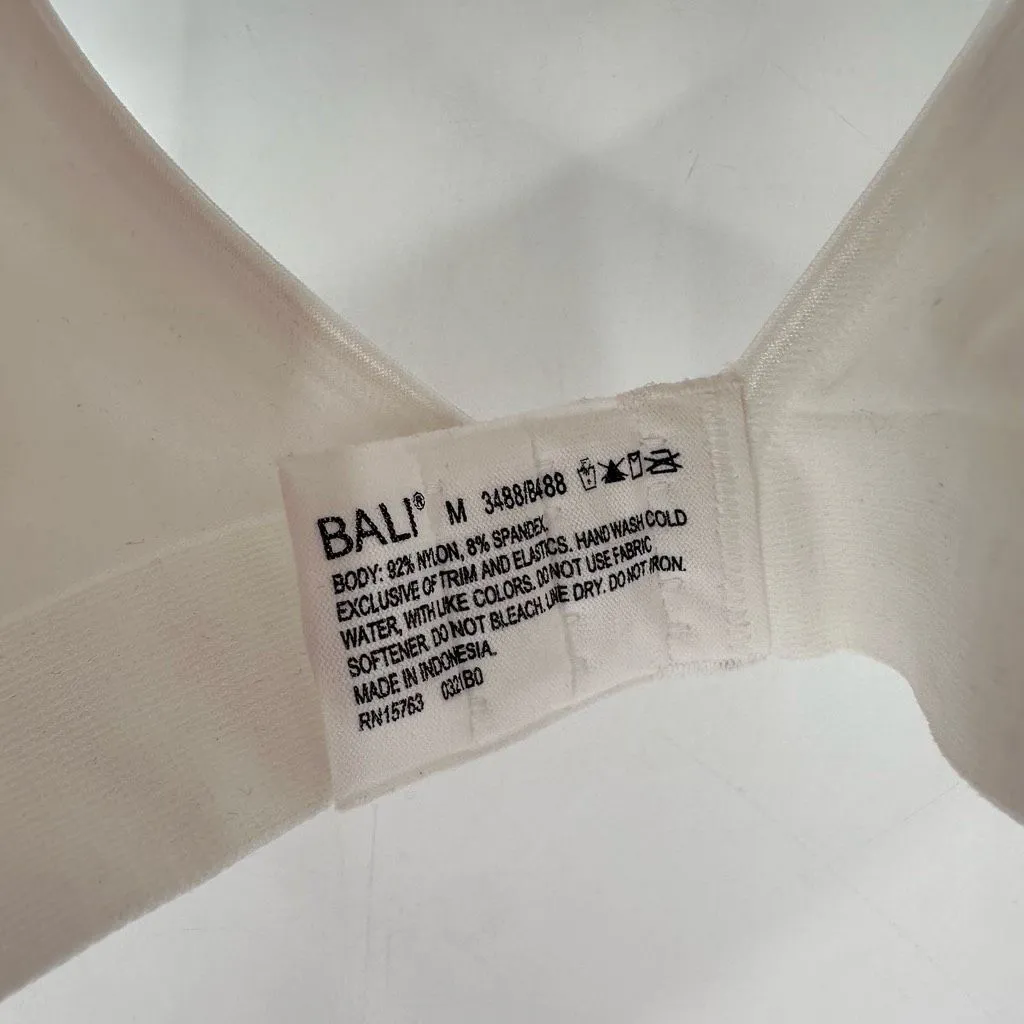 BALI® M 3488/B488
BODY: 92% NYLON, 8% SPANDEX.
EXCLUSIVE OF TRIM AND ELASTICS. HAND WASH COLD
WATER, WITH LIKE COLORS. DO NOT USE FABRIC
SOFTENER DO NOT BLEACH. LINE DRY. DO NOT IRON.
MADE IN INDONESIA.
RN15763 0321B0